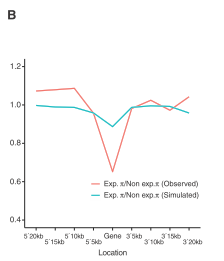 B
1.2
1.0
0.8
0.6
0.4
Exp. π/Non exp.π (Observed)
Exp. π/Non exp.π (Simulated)
5´20kb 5´10kb Gene 3´5kb 3´15kb
5´15kb 5´5kb 3´10kb 3´20kb
Location